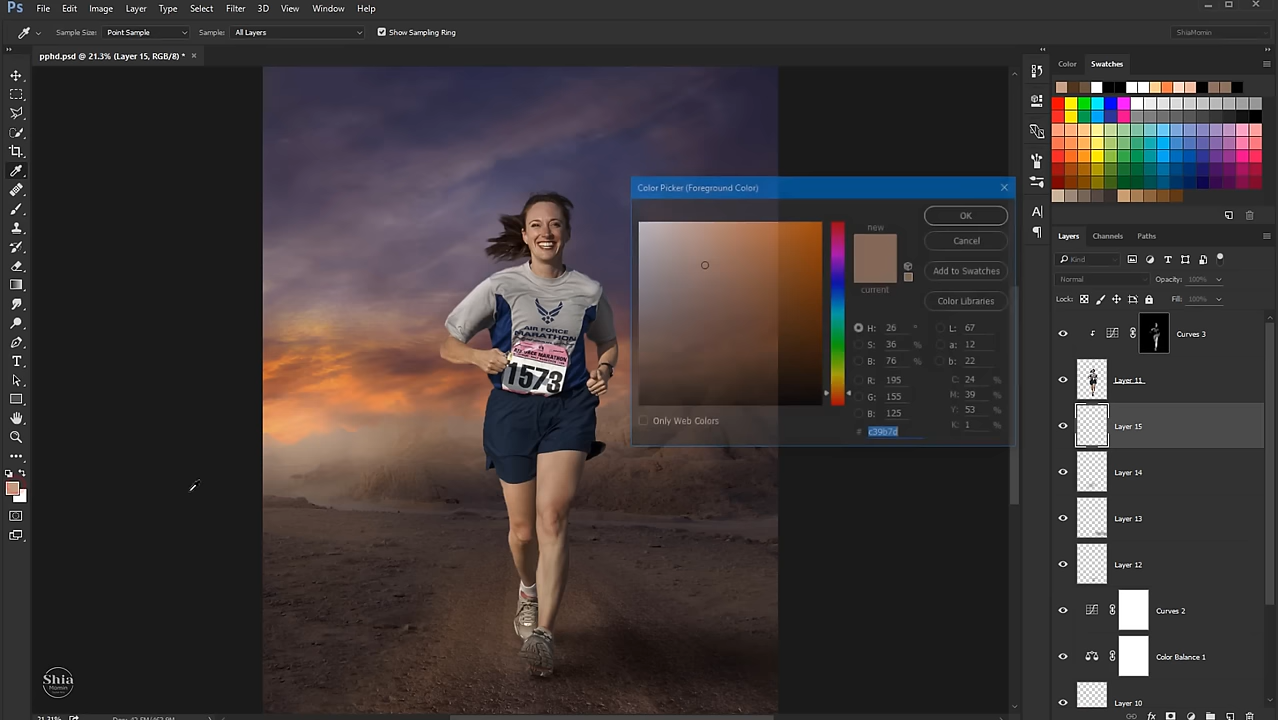 Ps File Edit Image Layer Type Select Filter 3D View Window Help
Sample Size: Point Sample Sample: All Layers Show Sampling Ring ShiaMomin
pphd.psd @ 21.3% (Layer 15, RGB/8) * ×
Color Swatches
Color Picker (Foreground Color)
new
current
OK
Cancel
Add to Swatches
Color Libraries
H: 26 °
S: 36 %
B: 76 %
R: 195
G: 155
B: 125
L: 67
a: 12
b: 22
C: 24 %
M: 39 %
Y: 53 %
K: 1 %
# c39b7d
Only Web Colors
AIR FORCE
MARATHON
1573
Layers Channels Paths
Kind
Normal Opacity: 100%
Lock: Fill: 100%
Curves 3
Layer 11
Layer 15
Layer 14
Layer 13
Layer 12
Curves 2
Color Balance 1
Layer 10
Shia
Momin